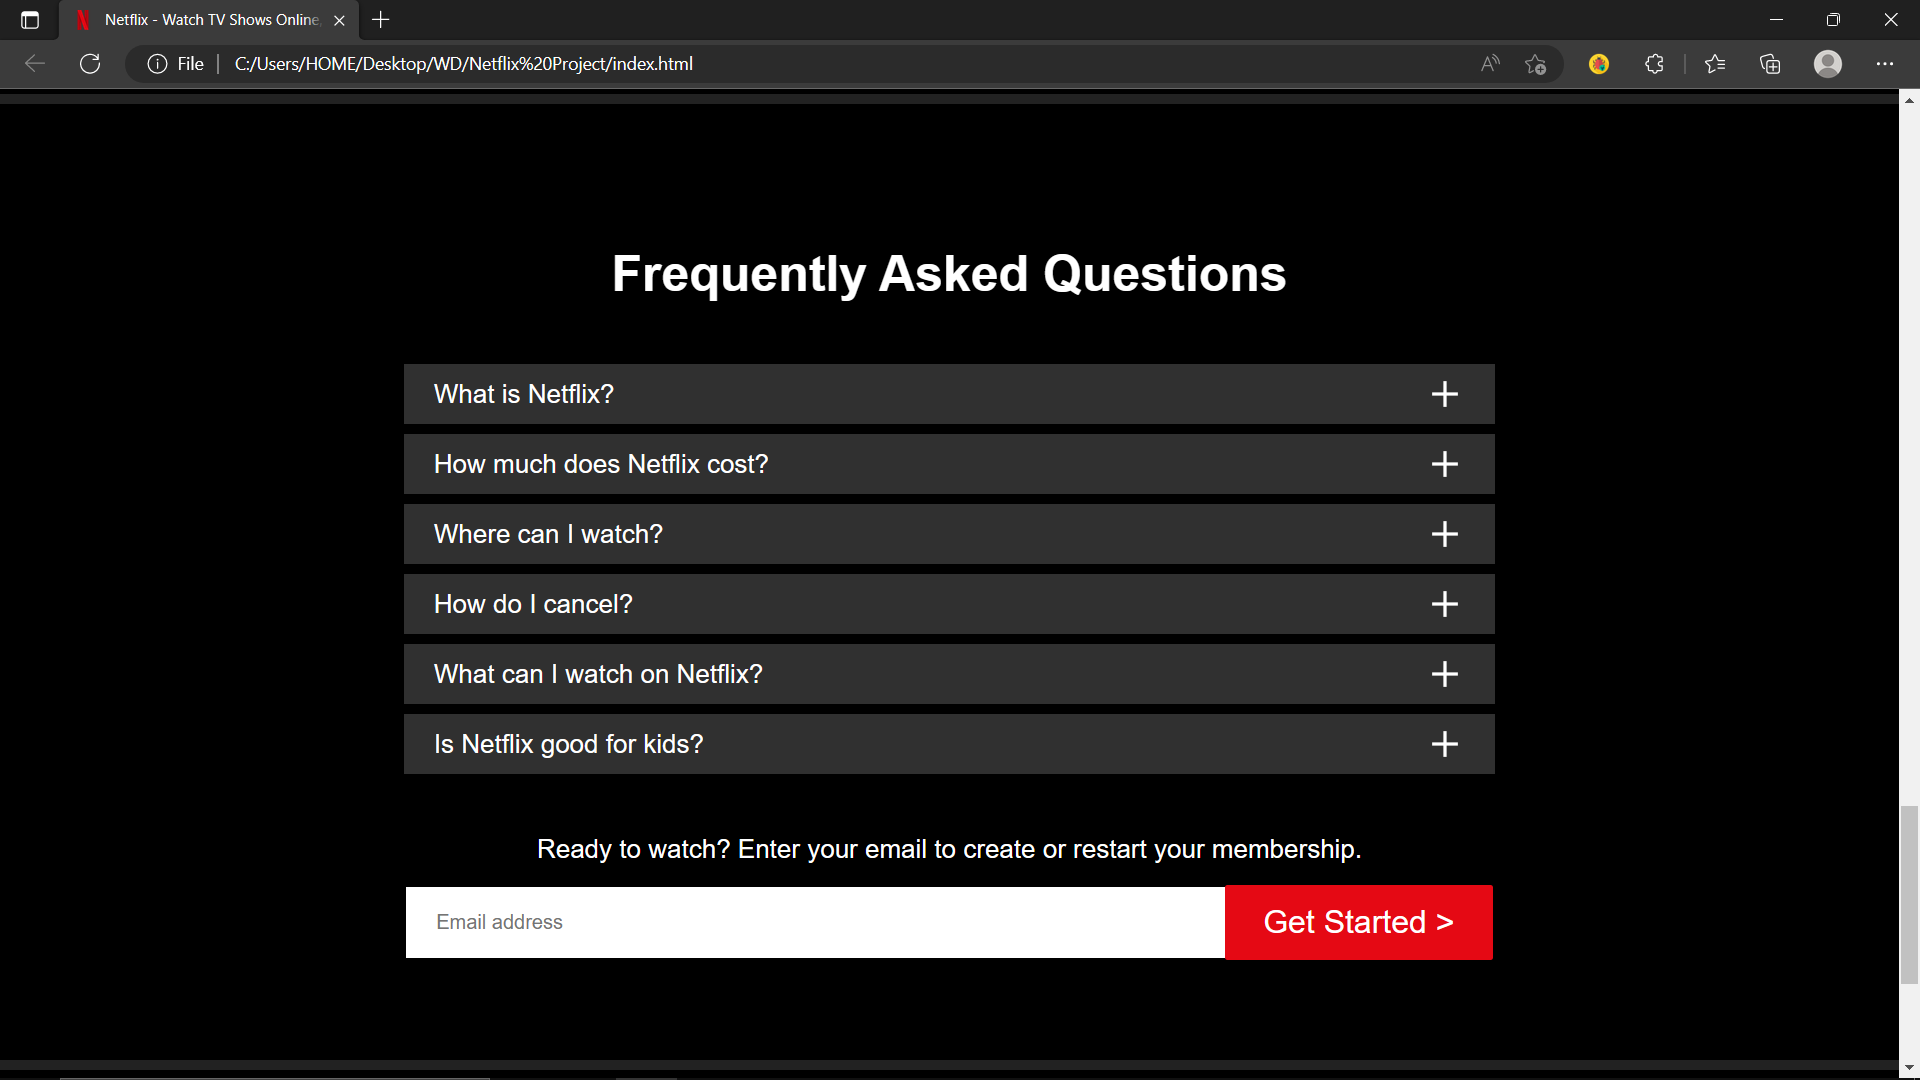 Netflix - Watch TV Shows Online,
File
C:/Users/HOME/Desktop/WD/Netflix%20Project/index.html
Frequently Asked Questions
What is Netflix?
How much does Netflix cost?
Where can I watch?
How do I cancel?
What can I watch on Netflix?
Is Netflix good for kids?
Ready to watch? Enter your email to create or restart your membership.
Email address
Get Started >